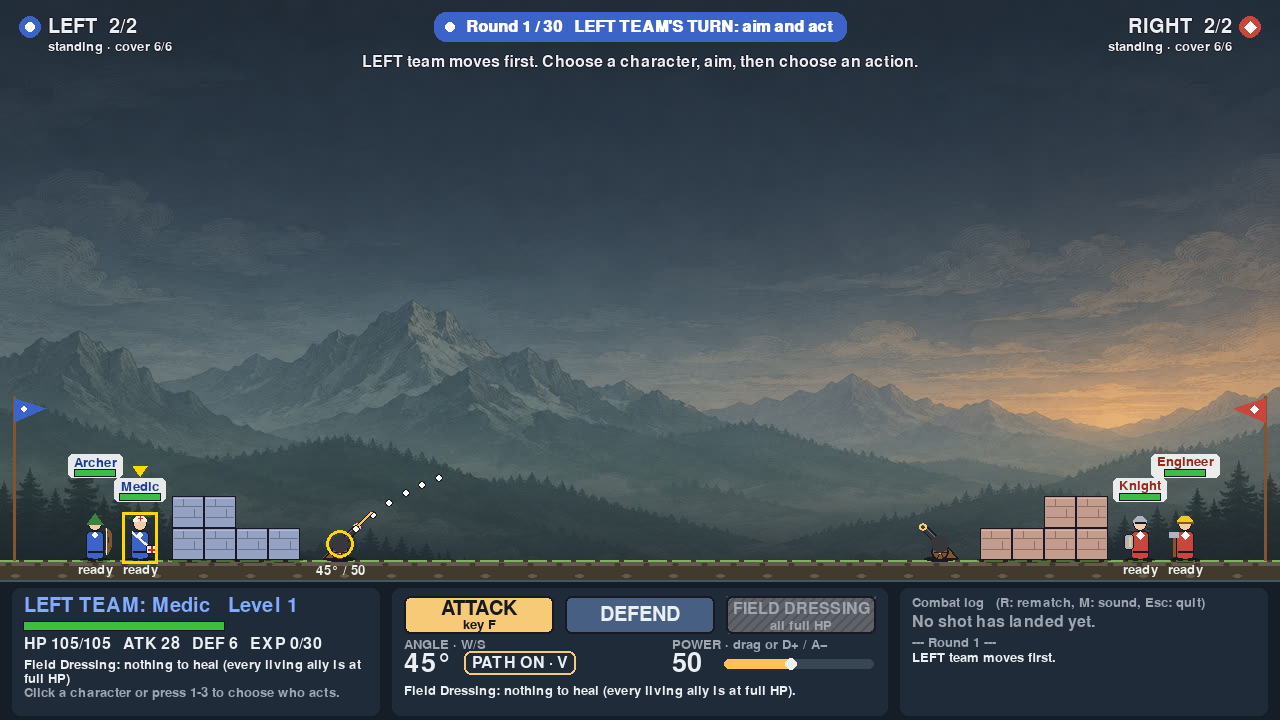 LEFT 2/2
standing · cover 6/6
Round 1 / 30 LEFT TEAM'S TURN: aim and act
RIGHT 2/2
standing · cover 6/6
LEFT team moves first. Choose a character, aim, then choose an action.
Archer
Medic
Engineer
Knight
ready
ready
45° / 50
ready
ready
LEFT TEAM: Medic Level 1
HP 105/105 ATK 28 DEF 6 EXP 0/30
Field Dressing: nothing to heal (every living ally is at
full HP)
Click a character or press 1-3 to choose who acts.
ATTACK
key F
DEFEND
FIELD DRESSING
all full HP
ANGLE · W/S
POWER · drag or D+ / A−
45°
PATH ON · V
50
Field Dressing: nothing to heal (every living ally is at full HP).
Combat log (R: rematch, M: sound, Esc: quit)
No shot has landed yet.
--- Round 1 ---
LEFT team moves first.